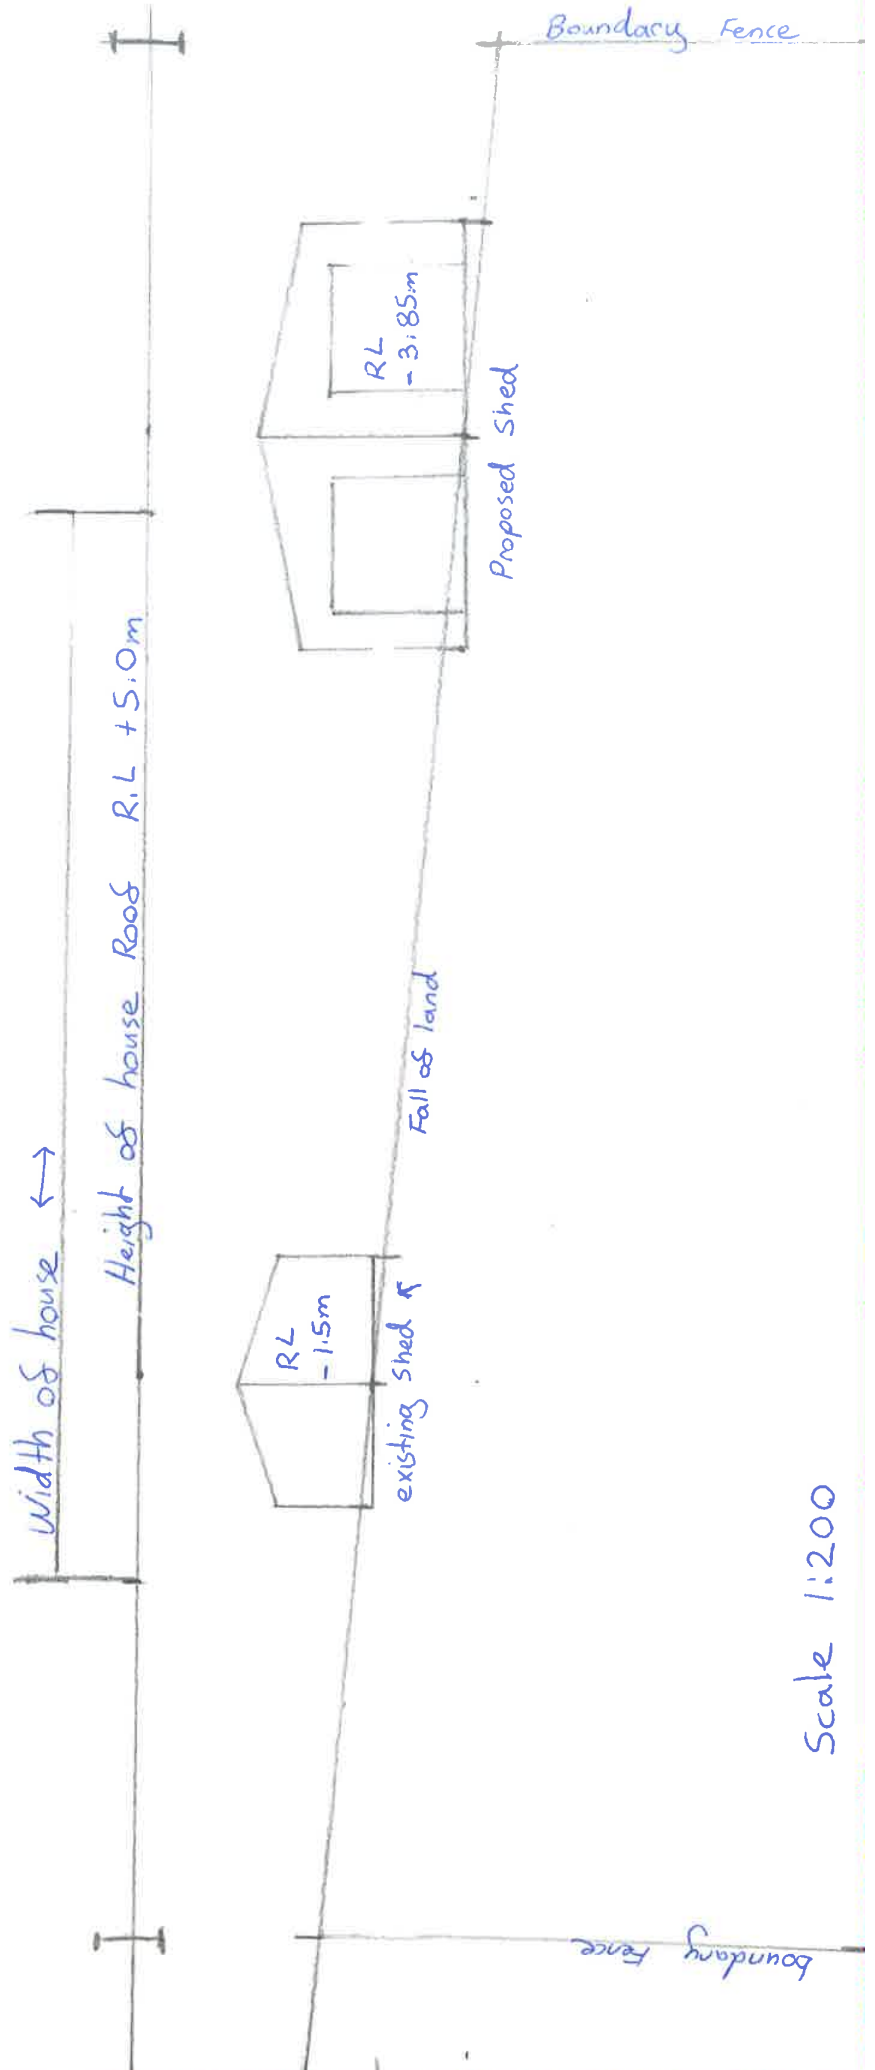 Width of house
Height of house Roof R.L +5.0m
RL
-1.5m
existing shed
Fall of land
RL
-3.85m
Proposed Shed
Boundary Fence
boundary Fence
Scale 1:200